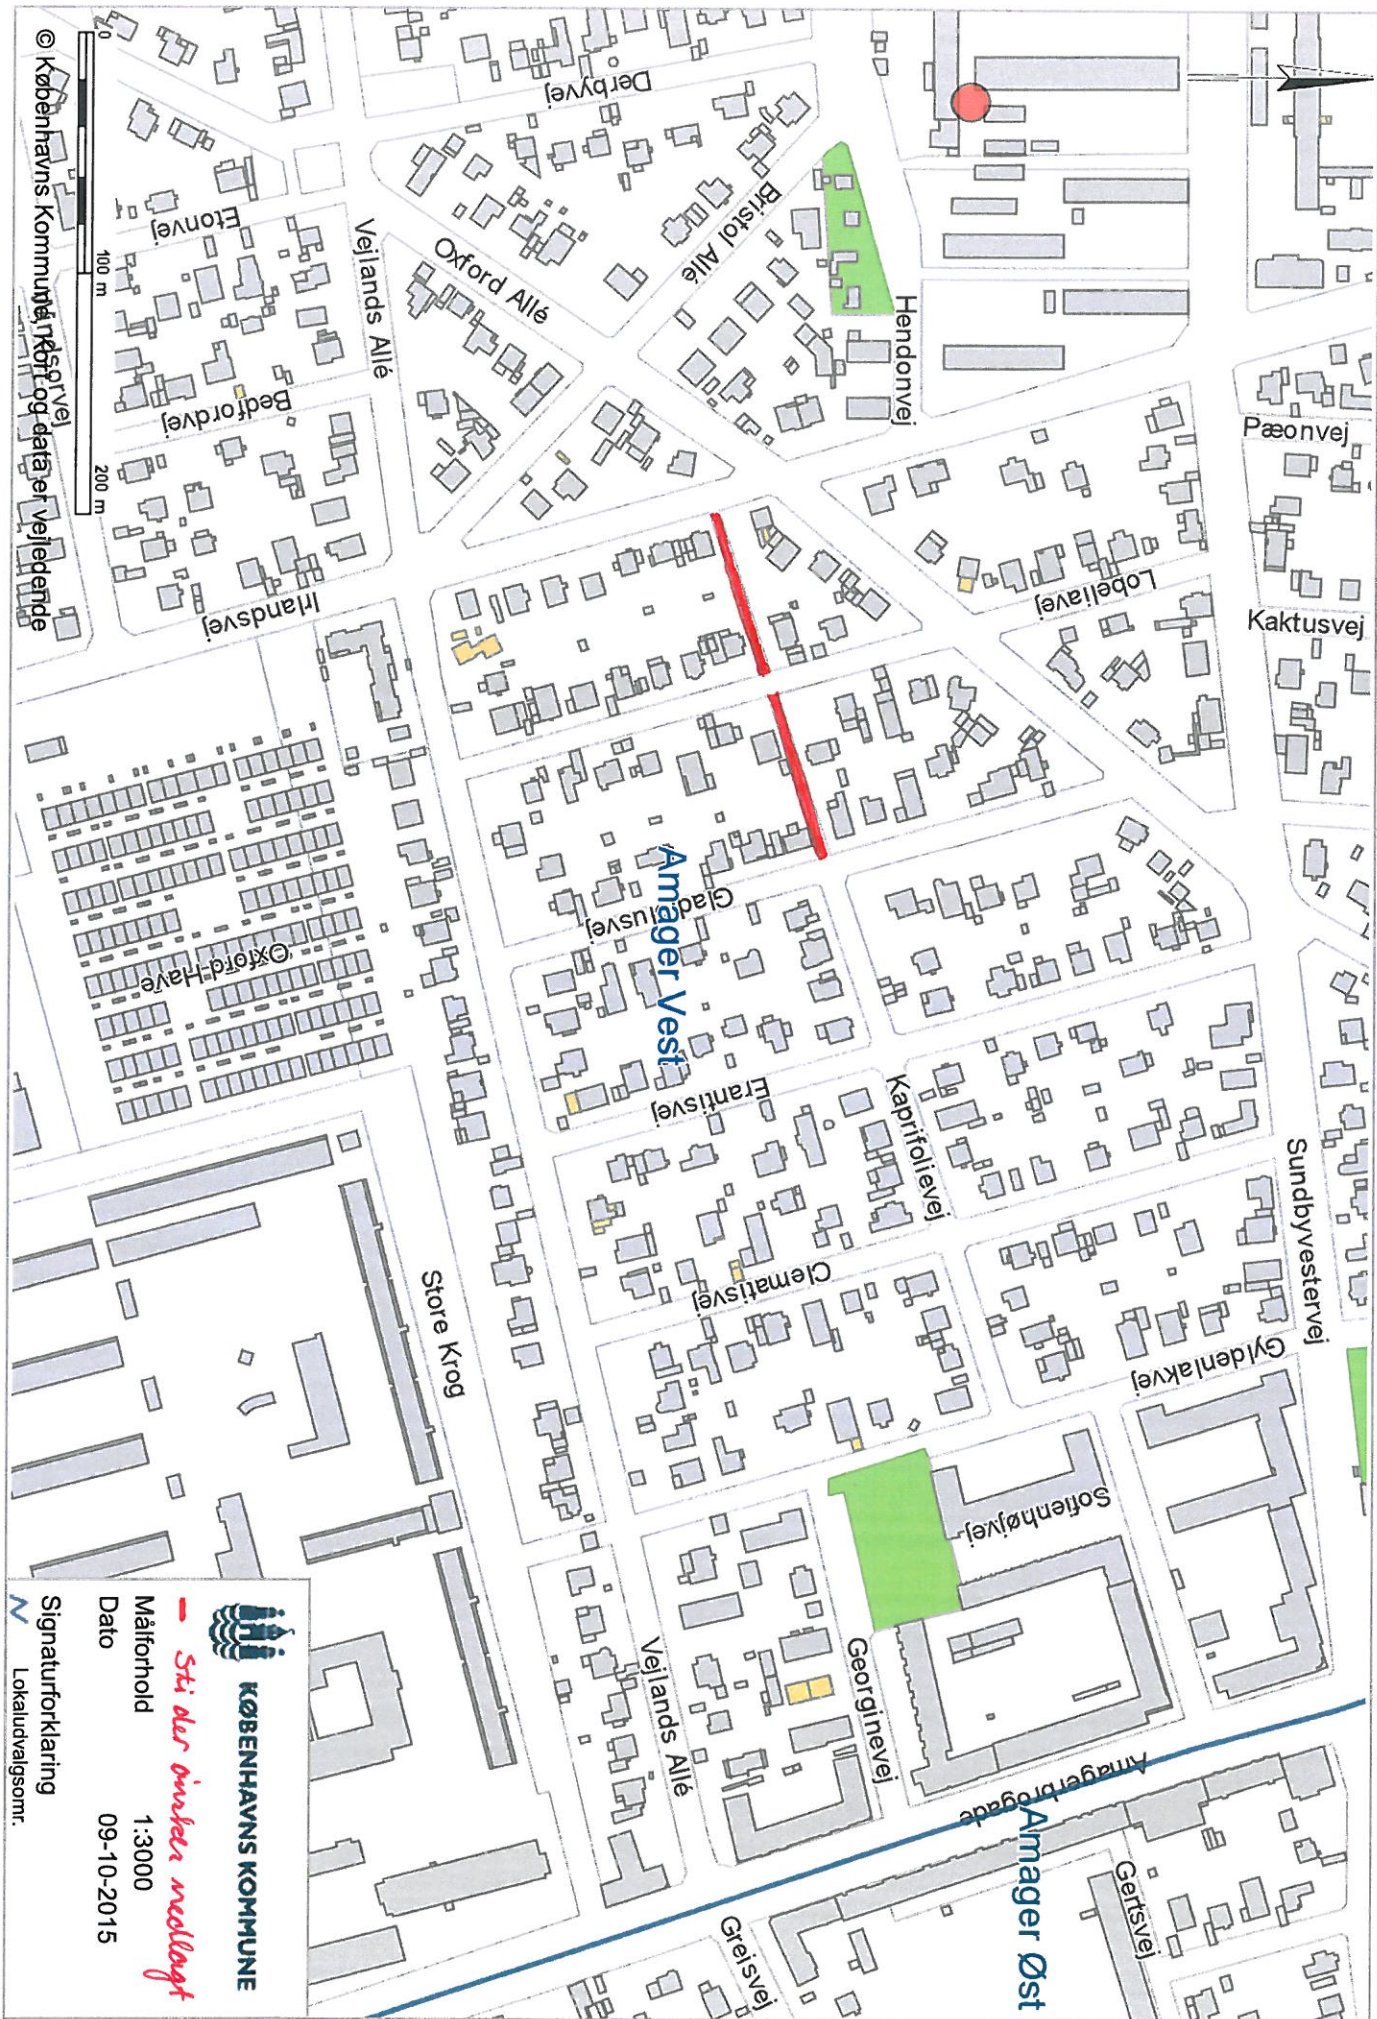 Derbyvej
Pæonvej
Kaktusvej
Hendonvej
Lobeliavej
Bristol Allé
Oxford Allé
Vejlands Allé
Etonvej
Bedfordvej
Irlandsvej
Amager Vest
Erantisvej
Kaprifolievej
Clematisvej
Sundbyvestervej
Gyldenlakvej
Sofienhøjvej
Georginevej
Vejlands Allé
Store Krog
Oxford Have
Amagerbrogade
Amager Øst
Gertsvej
Greisvej
0 100 m 200 m
© Københavns Kommune, Kort og data er vejledende
KØBENHAVNS KOMMUNE
Sti der ønskes nedlagt
Målforhold 1:3000
Dato 09-10-2015
Signaturforklaring
Lokaludvalgsomr.